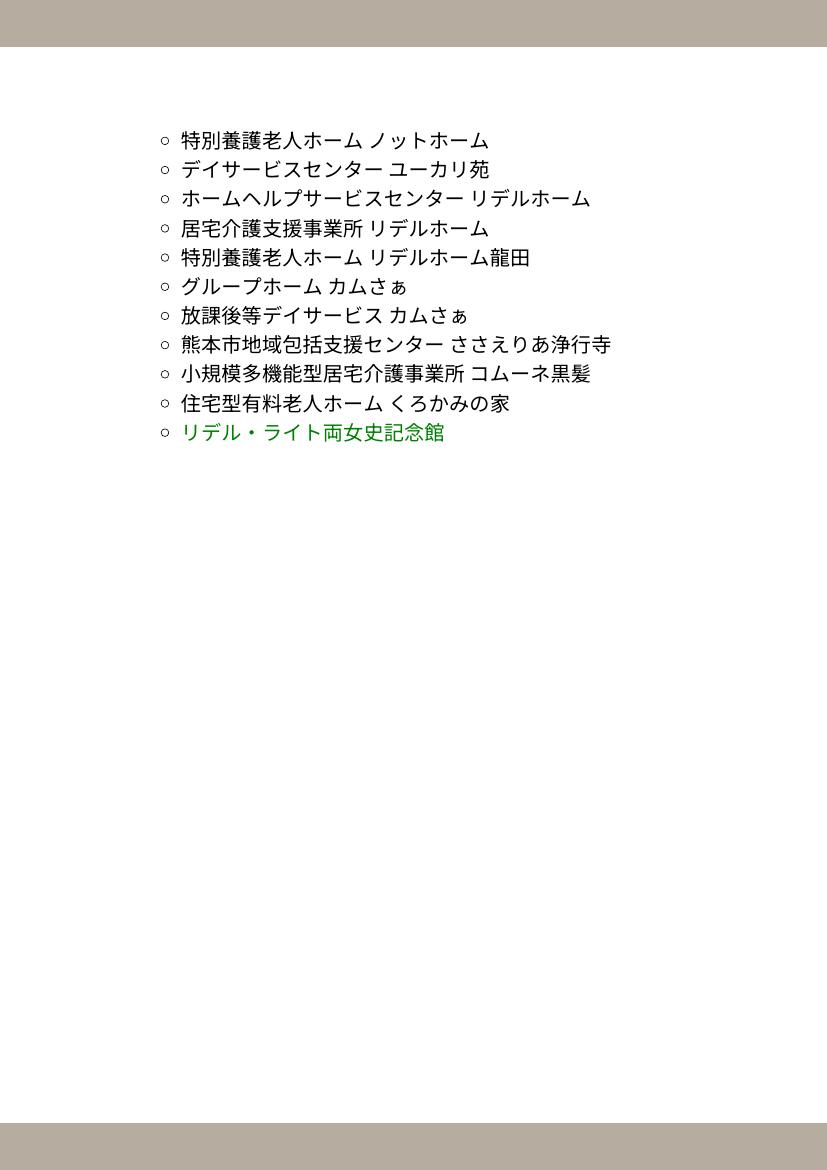 特別養護老人ホーム ノットホーム
デイサービスセンター ユーカリ苑
ホームヘルプサービスセンター リデルホーム
居宅介護支援事業所 リデルホーム
特別養護老人ホーム リデルホーム龍田
グループホーム カムさぁ
放課後等デイサービス カムさぁ
熊本市地域包括支援センター ささえりあ浄行寺
小規模多機能型居宅介護事業所 コムーネ黒髪
住宅型有料老人ホーム くろかみの家
リデル・ライト両女史記念館